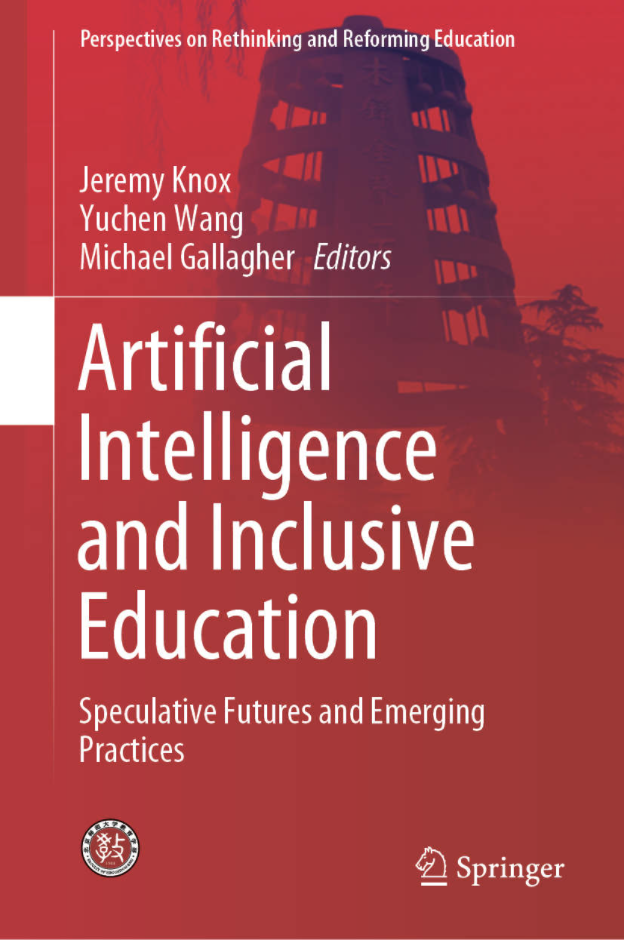 Perspectives on Rethinking and Reforming Education
Jeremy Knox
Yuchen Wang
Michael Gallagher Editors
Artificial
Intelligence
and Inclusive
Education
Speculative Futures and Emerging
Practices
Springer